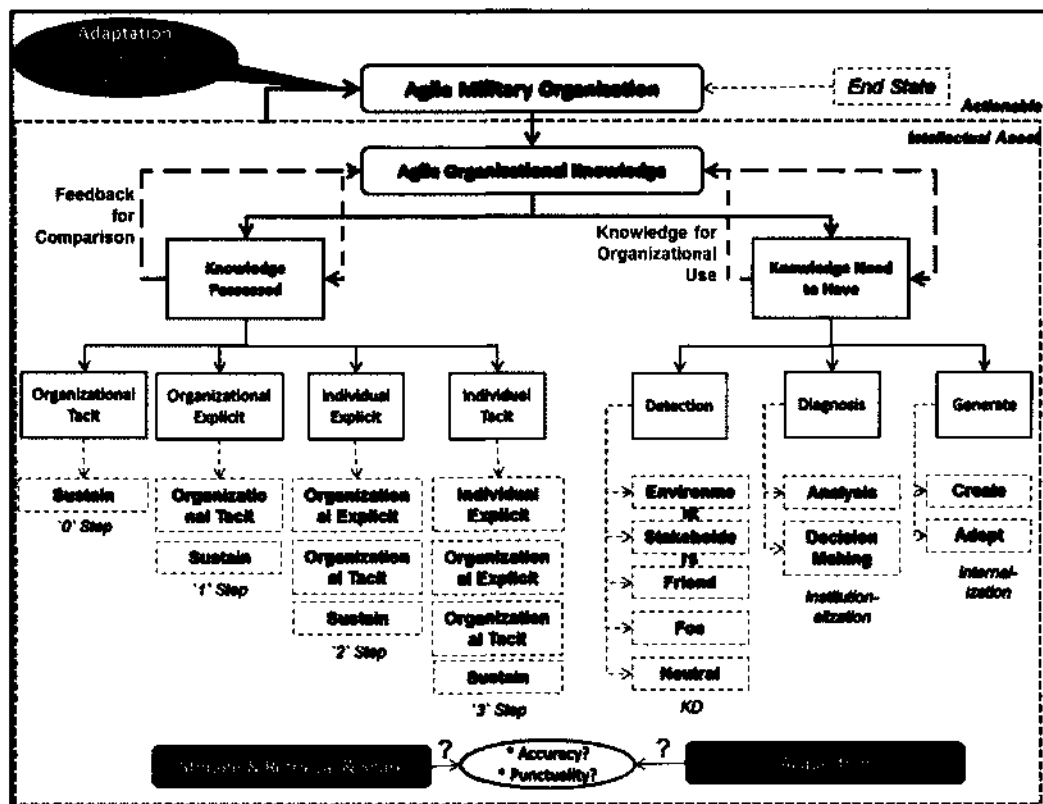 Adaptation
Agile Military Organisation
End State
Actionable
Intellectual Asset
Agile Organizational Knowledge
Feedback
for
Comparison
Knowledge for
Organizational
Use
Knowledge
Possessed
Knowledge Need
to Have
Organizational
Tacit
Organizational
Explicit
Individual
Explicit
Individual
Tacit
Detection
Diagnosis
Generate
Sustain
'0' Step
Organizatio
nal Tacit
Sustain
'1' Step
Organization
al Explicit
Organization
al Tacit
Sustain
'2' Step
Individual
Explicit
Organization
al Explicit
Organization
al Tacit
Sustain
'3' Step
Environme
nt
Stakeholde
rs
Friend
Foe
Neutral
KD
Analysis
Decision
Making
Institution-
alization
Create
Adopt
Internal-
ization
?
* Accuracy?
* Punctuality?
?